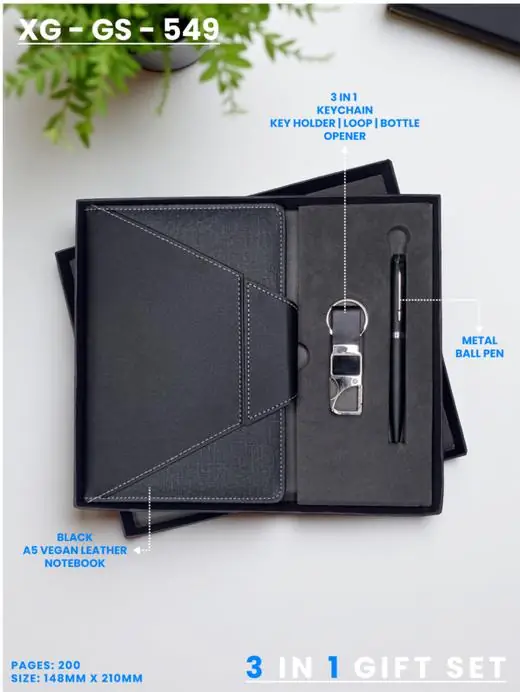 XG - GS - 549
3 IN 1
KEYCHAIN
KEY HOLDER | LOOP | BOTTLE
OPENER
METAL
BALL PEN
BLACK
A5 VEGAN LEATHER
NOTEBOOK
PAGES: 200
SIZE: 148MM X 210MM
3 IN 1 GIFT SET